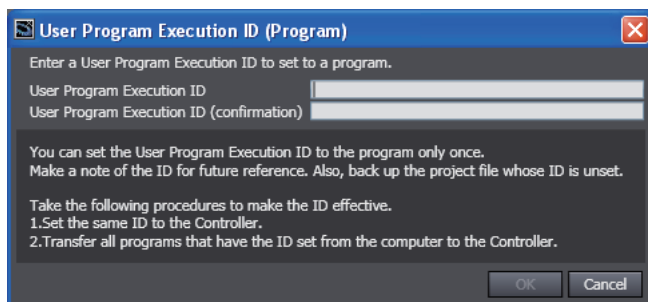 User Program Execution ID (Program)
Enter a User Program Execution ID to set to a program.
User Program Execution ID
User Program Execution ID (confirmation)
You can set the User Program Execution ID to the program only once.
Make a note of the ID for future reference. Also, back up the project file whose ID is unset.
Take the following procedures to make the ID effective.
1.Set the same ID to the Controller.
2.Transfer all programs that have the ID set from the computer to the Controller.
OK Cancel